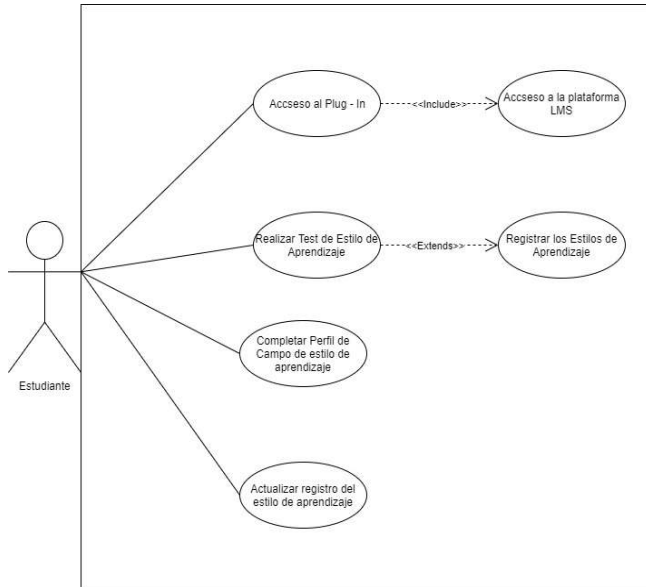 Accseso al Plug - In
<<Include>>
Accseso a la plataforma
LMS
Realizar Test de Estilo de
Aprendizaje
<<Extends>>
Registrar los Estilos de
Aprendizaje
Completar Perfil de
Campo de estilo de
aprendizaje
Estudiante
Actualizar registro del
estilo de aprendizaje